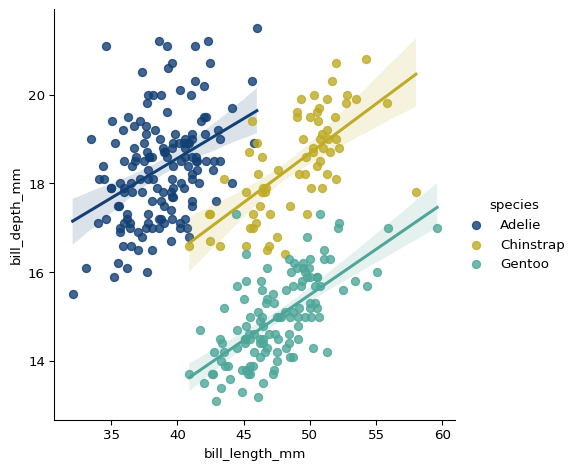 20
18
16
14
bill_depth_mm
35
40
45
50
55
60
bill_length_mm
species
Adelie
Chinstrap
Gentoo